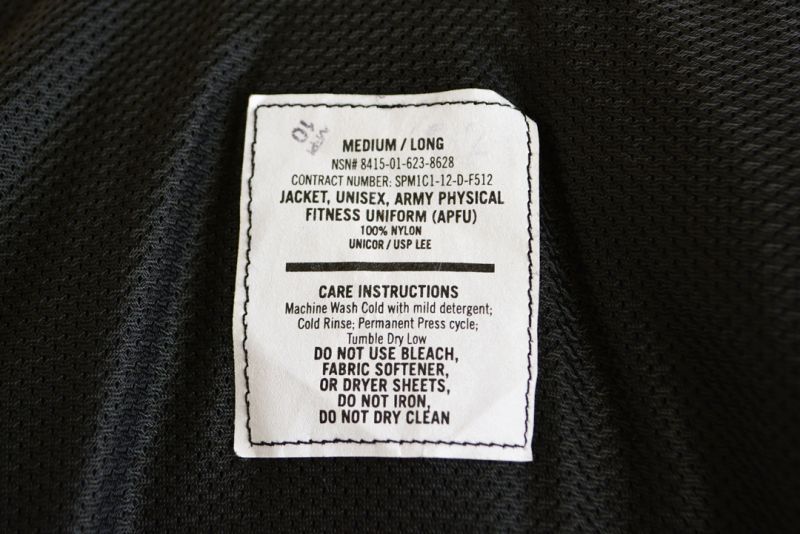 10
MEDIUM / LONG
NSN# 8415-01-623-8628
CONTRACT NUMBER: SPM1C1-12-D-F512
JACKET, UNISEX, ARMY PHYSICAL
FITNESS UNIFORM (APFU)
100% NYLON
UNICOR / USP LEE
CARE INSTRUCTIONS
Machine Wash Cold with mild detergent;
Cold Rinse; Permanent Press cycle;
Tumble Dry Low
DO NOT USE BLEACH,
FABRIC SOFTENER,
OR DRYER SHEETS,
DO NOT IRON,
DO NOT DRY CLEAN